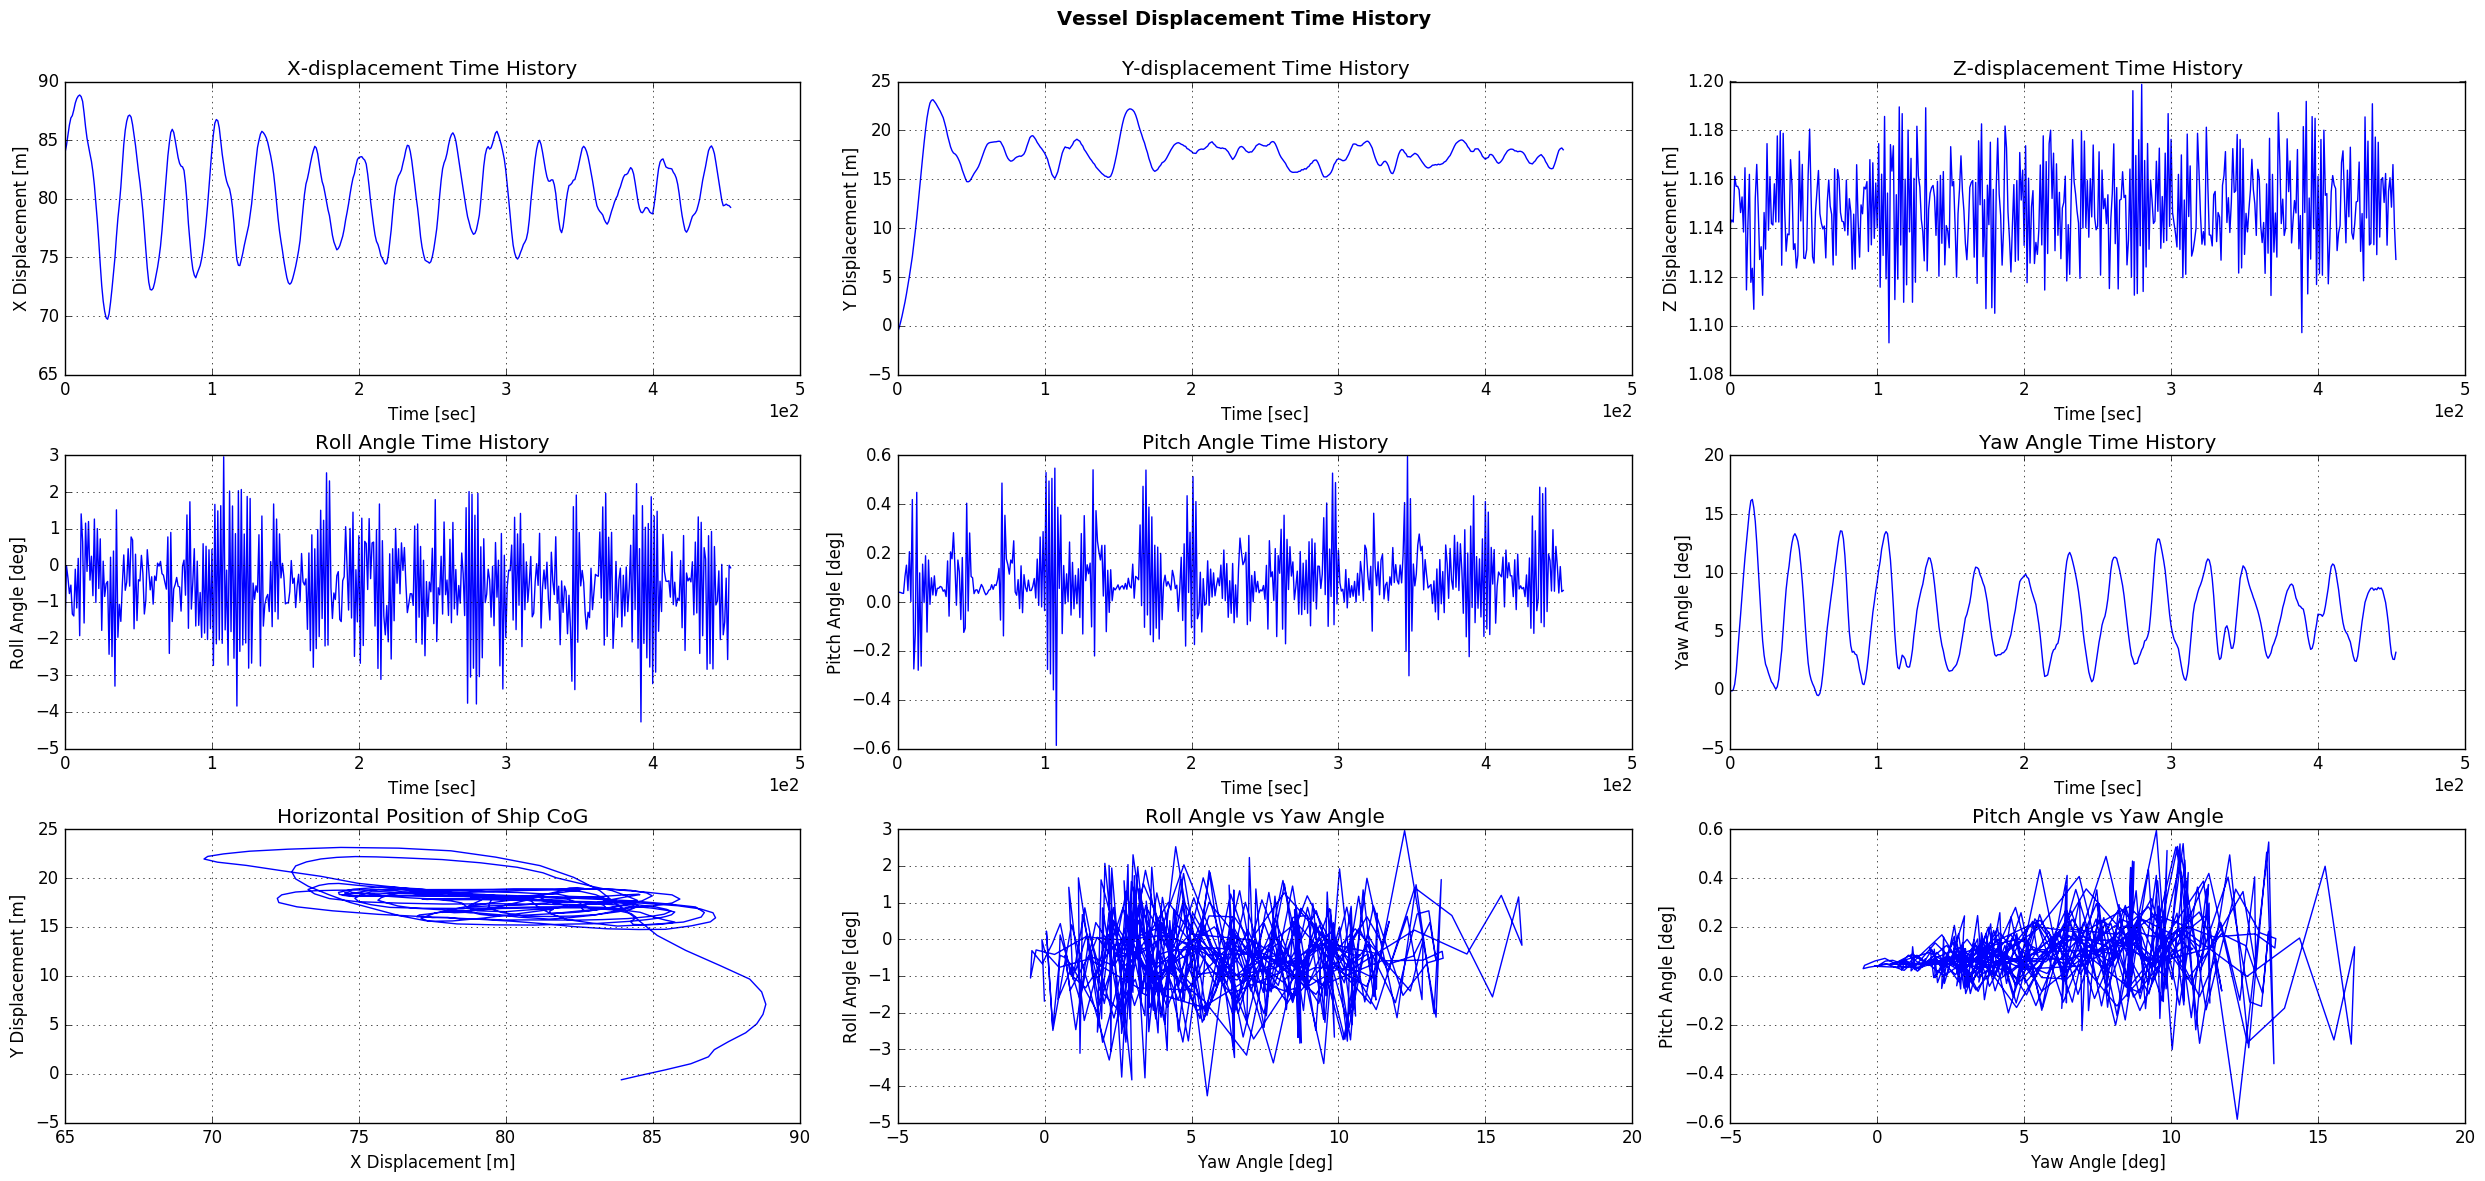 Vessel Displacement Time History
X-displacement Time History
90
85
80
75
70
65
X Displacement [m]
0 1 2 3 4 5
Time [sec]
1e2
Y-displacement Time History
25
20
15
10
5
0
−5
Y Displacement [m]
0 1 2 3 4 5
Time [sec]
1e2
Z-displacement Time History
1.20
1.18
1.16
1.14
1.12
1.10
1.08
Z Displacement [m]
0 1 2 3 4 5
Time [sec]
1e2
Roll Angle Time History
3
2
1
0
−1
−2
−3
−4
−5
Roll Angle [deg]
0 1 2 3 4 5
Time [sec]
1e2
Pitch Angle Time History
0.6
0.4
0.2
0.0
−0.2
−0.4
−0.6
Pitch Angle [deg]
0 1 2 3 4 5
Time [sec]
1e2
Yaw Angle Time History
20
15
10
5
0
−5
Yaw Angle [deg]
0 1 2 3 4 5
Time [sec]
1e2
Horizontal Position of Ship CoG
25
20
15
10
5
0
−5
Y Displacement [m]
65 70 75 80 85 90
X Displacement [m]
Roll Angle vs Yaw Angle
3
2
1
0
−1
−2
−3
−4
−5
Roll Angle [deg]
−5 0 5 10 15 20
Yaw Angle [deg]
Pitch Angle vs Yaw Angle
0.6
0.4
0.2
0.0
−0.2
−0.4
−0.6
Pitch Angle [deg]
−5 0 5 10 15 20
Yaw Angle [deg]